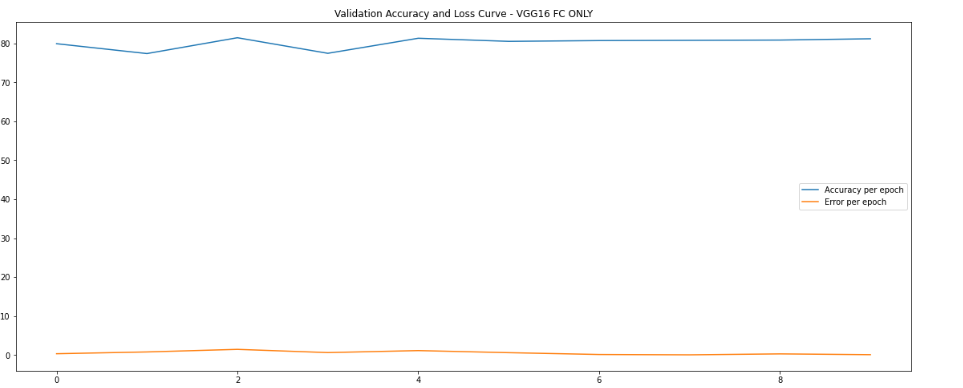 Validation Accuracy and Loss Curve - VGG16 FC ONLY
80
70
60
50
40
30
20
10
0
Accuracy per epoch
Error per epoch
0 2 4 6 8